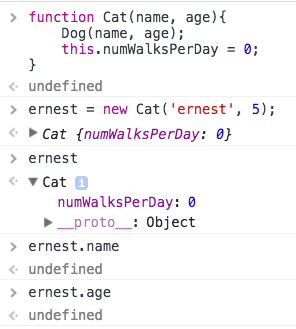 function Cat(name, age){
    Dog(name, age);
    this.numWalksPerDay = 0;
}
undefined
ernest = new Cat('ernest', 5);
Cat {numWalksPerDay: 0}
ernest
Cat i
numWalksPerDay: 0
__proto__: Object
ernest.name
undefined
ernest.age
undefined